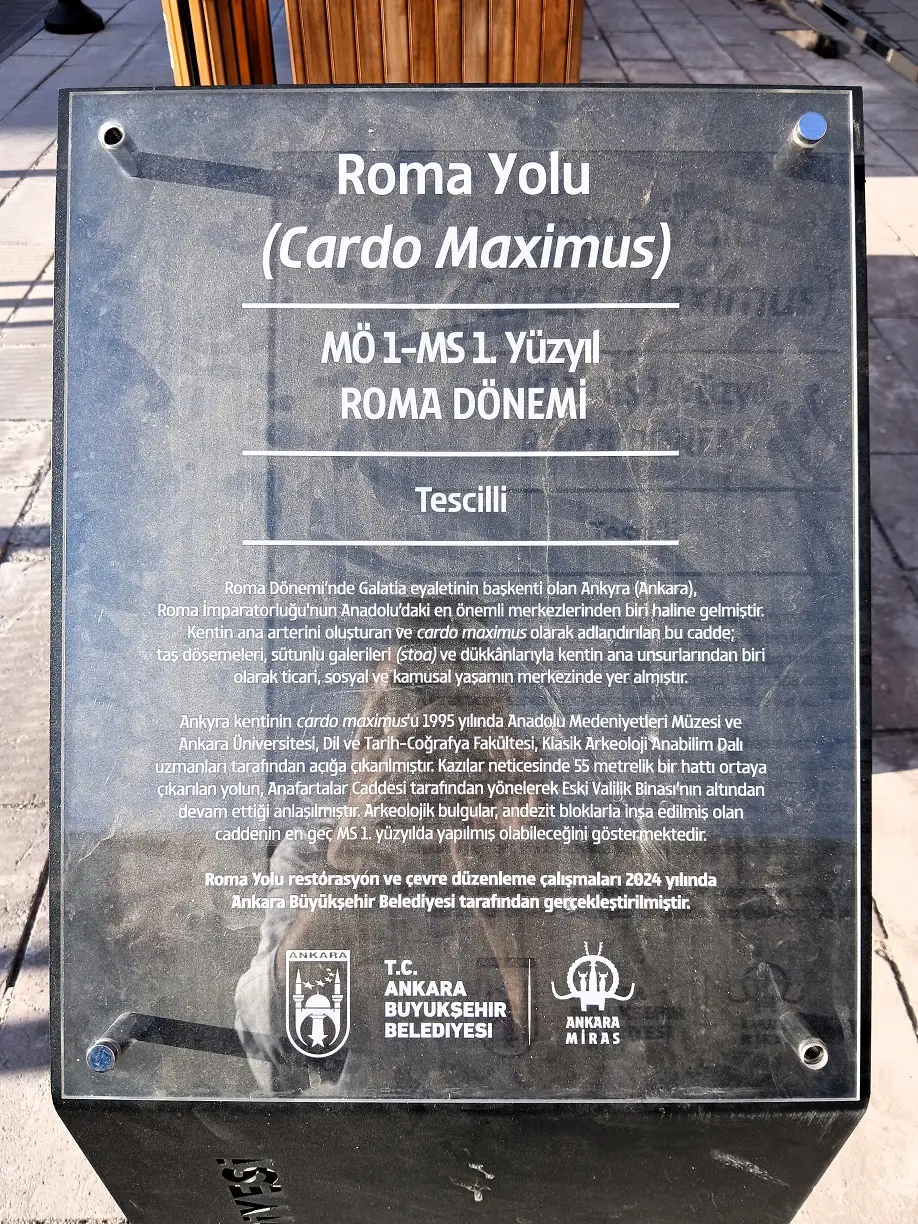 Roma Yolu
(Cardo Maximus)
MÖ 1-MS 1. Yüzyıl
ROMA DÖNEMİ
Tescilli
Roma Dönemi'nde Galatia eyaletinin başkenti olan Ankyra (Ankara),
Roma İmparatorluğu'nun Anadolu'daki en önemli merkezlerinden biri haline gelmiştir.
Kentin ana arterini oluşturan ve cardo maximus olarak adlandırılan bu cadde;
taş döşemeleri, sütunlu galerileri (stoa) ve dükkânlarıyla kentin ana unsurlarından biri
olarak ticari, sosyal ve kamusal yaşamın merkezinde yer almıştır.
Ankyra kentinin cardo maximus'u 1995 yılında Anadolu Medeniyetleri Müzesi ve
Ankara Üniversitesi, Dil ve Tarih-Coğrafya Fakültesi, Klasik Arkeoloji Anabilim Dalı
uzmanları tarafından açığa çıkarılmıştır. Kazılar neticesinde 55 metrelik bir hattı ortaya
çıkarılan yolun, Anafartalar Caddesi tarafından yönelerek Eski Valilik Binası'nın altından
devam ettiği anlaşılmıştır. Arkeolojik bulgular, andezit bloklarla inşa edilmiş olan
caddenin en geç MS 1. yüzyılda yapılmış olabileceğini göstermektedir.
Roma Yolu restorasyon ve çevre düzenleme çalışmaları 2024 yılında
Ankara Büyükşehir Belediyesi tarafından gerçekleştirilmiştir.
ANKARA
T.C.
ANKARA
BÜYÜKŞEHİR
BELEDİYESİ
ANKARA
MİRAS
İYESİ